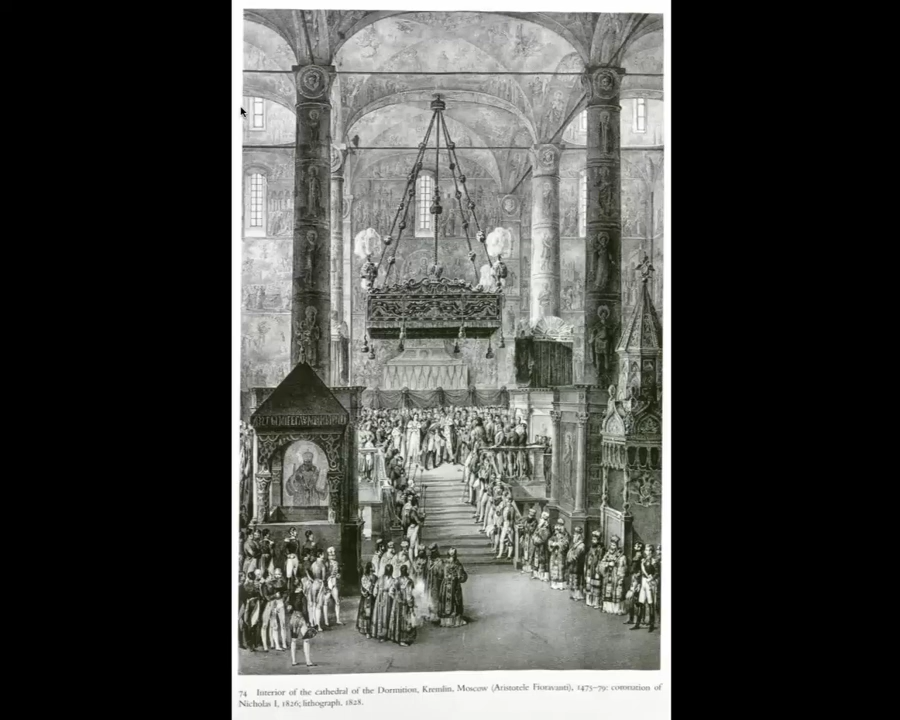 74 Interior of the cathedral of the Dormition, Kremlin, Moscow (Aristotele Fioravanti), 1475–79: coronation of
Nicholas I, 1826; lithograph, 1828.